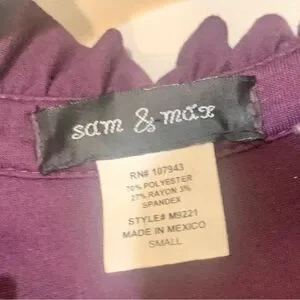 sam & max
RN# 107943
70% POLYESTER
27% RAYON 3%
SPANDEX
STYLE# M9221
MADE IN MEXICO
SMALL